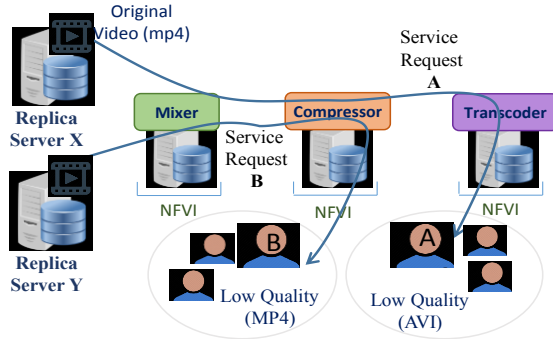 Original
Video (mp4)
Service
Request
A
Mixer
Compressor
Transcoder
Replica
Server X
Service
Request
B
NFVI
NFVI
NFVI
Replica
Server Y
B
A
Low Quality
(MP4)
Low Quality
(AVI)